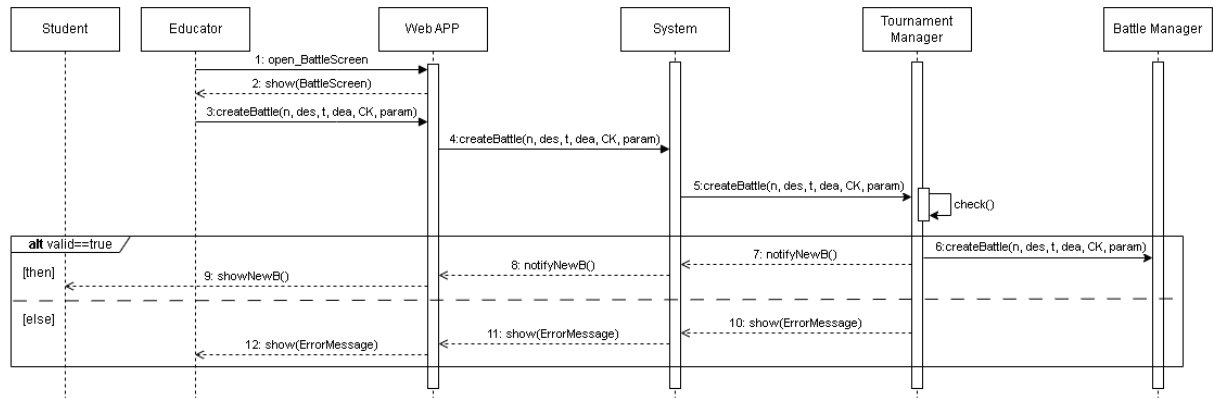 Student
Educator
Web APP
System
Tournament
Manager
Battle Manager
1: open_BattleScreen
2: show(BattleScreen)
3:createBattle(n, des, t, dea, CK, param)
4:createBattle(n, des, t, dea, CK, param)
5:createBattle(n, des, t, dea, CK, param)
check()
alt valid==true
6:createBattle(n, des, t, dea, CK, param)
7: notifyNewB()
8: notifyNewB()
[then]
9: showNewB()
[else]
10: show(ErrorMessage)
11: show(ErrorMessage)
12: show(ErrorMessage)